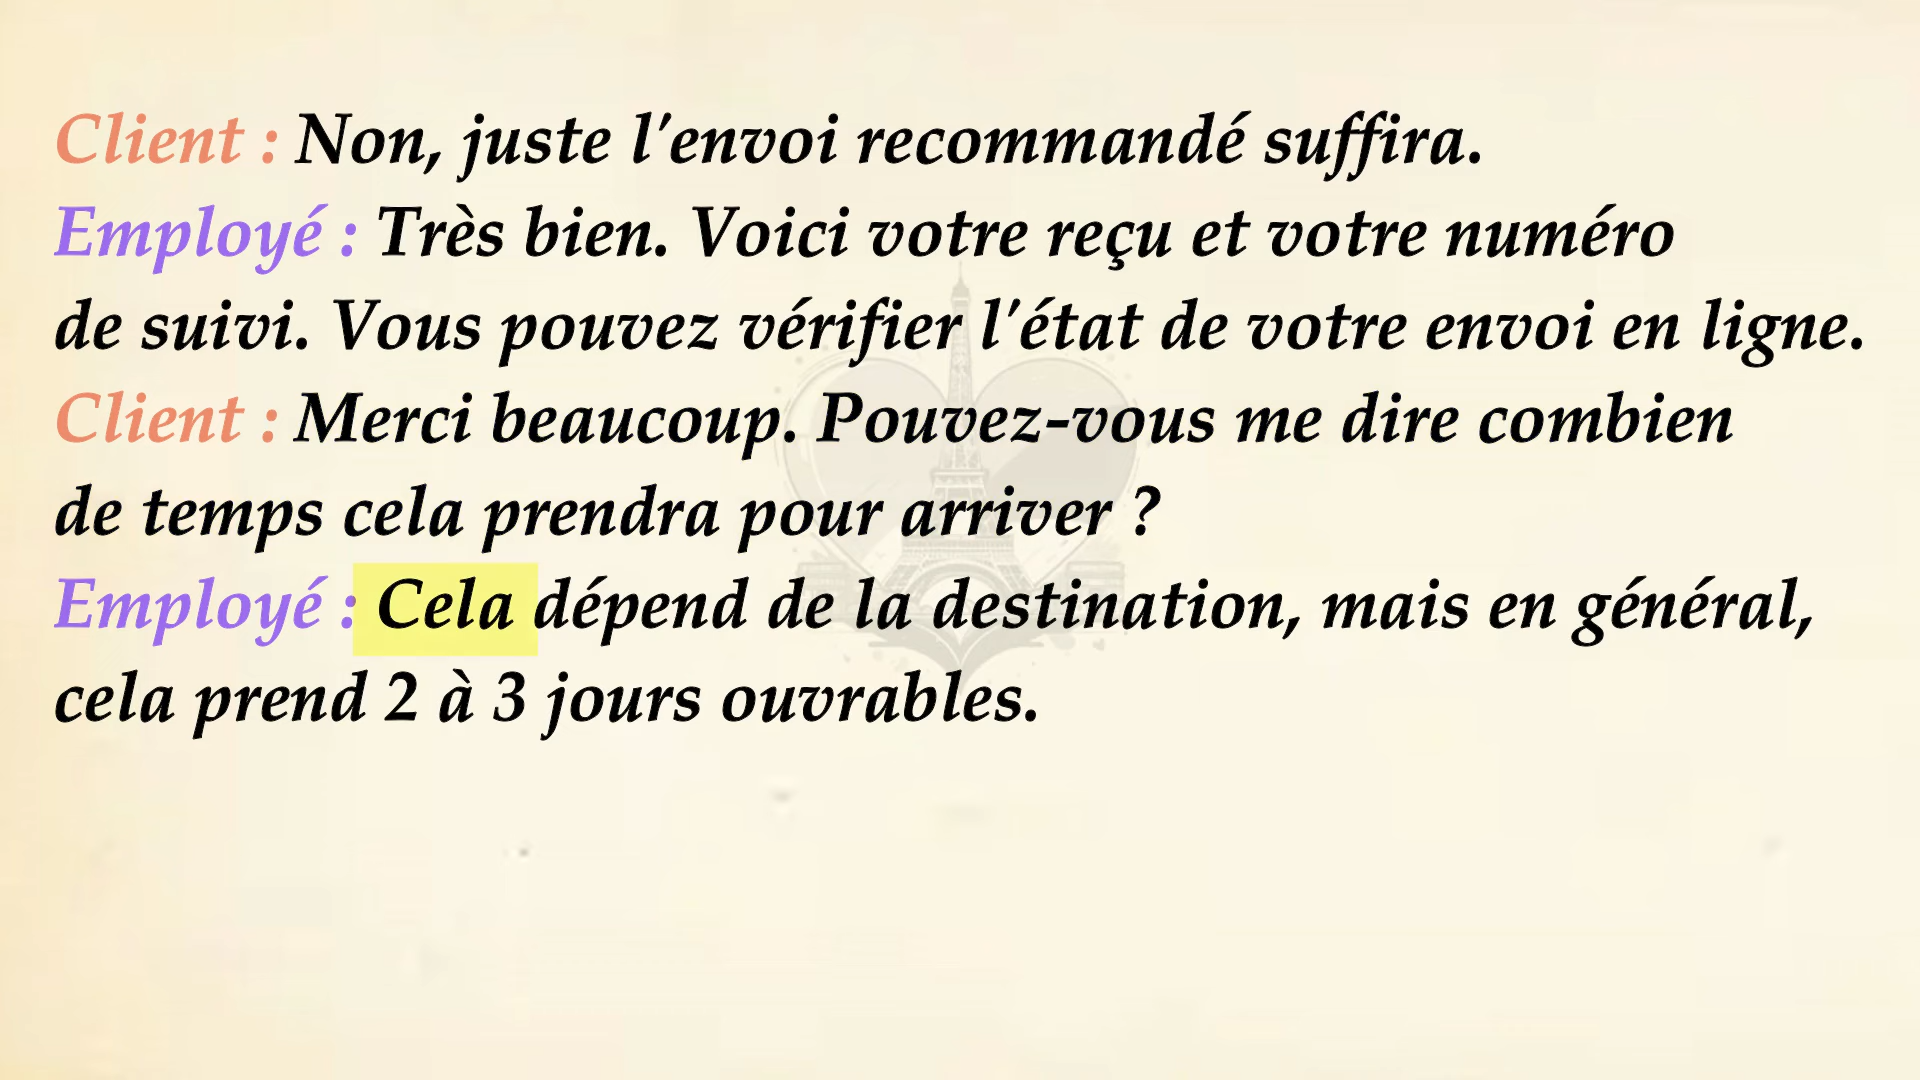 Client : Non, juste l'envoi recommandé suffira.
Employé : Très bien. Voici votre reçu et votre numéro
de suivi. Vous pouvez vérifier l'état de votre envoi en ligne.
Client : Merci beaucoup. Pouvez-vous me dire combien
de temps cela prendra pour arriver ?
Employé : Cela dépend de la destination, mais en général,
cela prend 2 à 3 jours ouvrables.